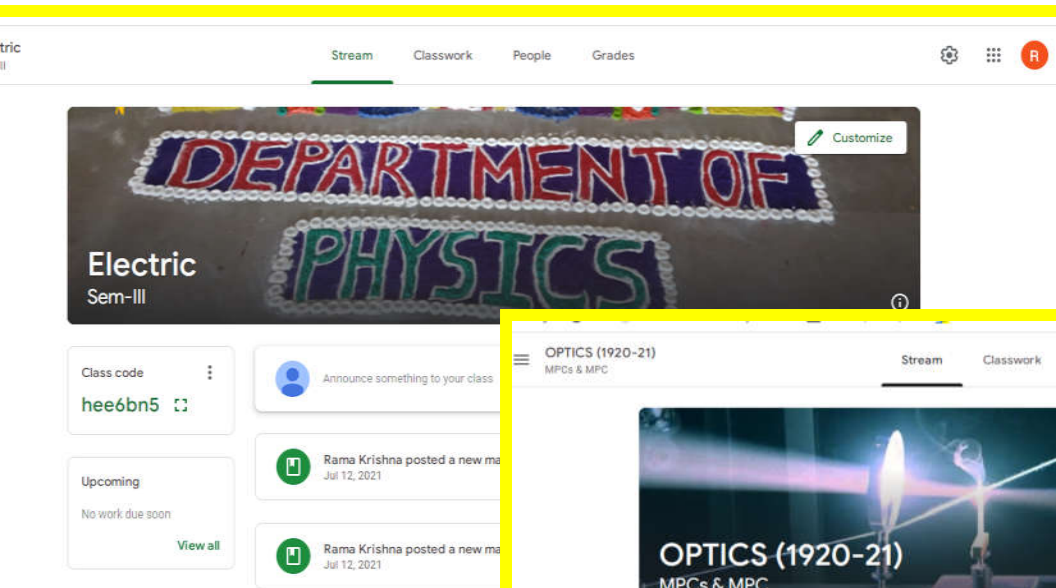 tric
II
Stream Classwork People Grades
R
Customize
DEPARTMENT OF
PHYSICS
Electric
Sem-III
Class code
hee6bn5
Announce something to your class
Upcoming
No work due soon
View all
Rama Krishna posted a new ma
Jul 12, 2021
Rama Krishna posted a new ma
Jul 12, 2021
OPTICS (1920-21)
MPCs & MPC
Stream Classwork
OPTICS (1920-21)
MPCs & MPC